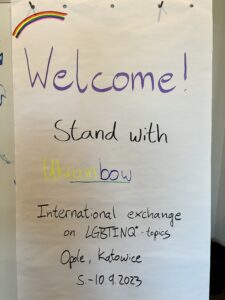 Welcome!
Stand with
Ukrainbow
International exchange
on LGBTINQ*-topics
Opole, Katowice
5.-10.9.2023